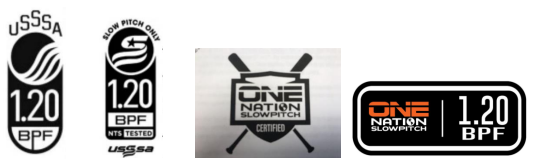 USSSA
1.20
BPF
SLOW PITCH ONLY
1.20
BPF
NTS TESTED
usssa
ONE
NATION
SLOWPITCH
CERTIFIED
ONE
NATION
SLOWPITCH
1.20
BPF